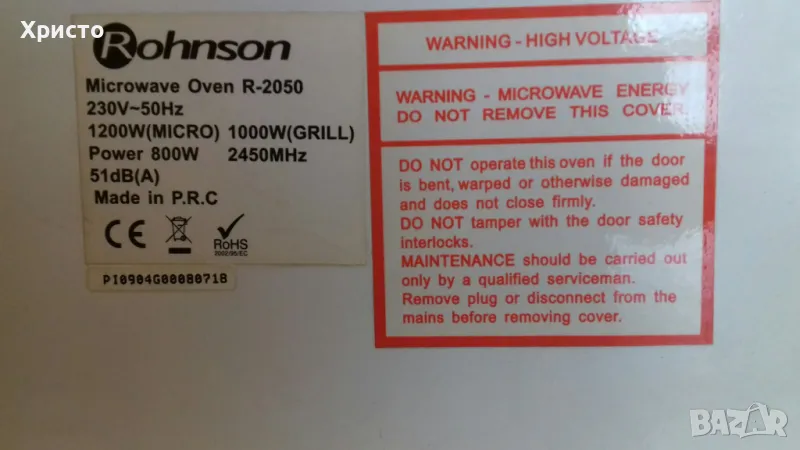 Христо
Rohnson
Microwave Oven R-2050
230V~50Hz
1200W(MICRO) 1000W(GRILL)
Power 800W 2450MHz
51dB(A)
Made in P.R.C
CE
RoHS
2002/95/EC
PI0904G00080718
WARNING - HIGH VOLTAGE
WARNING - MICROWAVE ENERGY
DO NOT REMOVE THIS COVER.
DO NOT operate this oven if the door
is bent, warped or otherwise damaged
and does not close firmly.
DO NOT tamper with the door safety
interlocks.
MAINTENANCE should be carried out
only by a qualified serviceman.
Remove plug or disconnect from the
mains before removing cover.
BAZAR